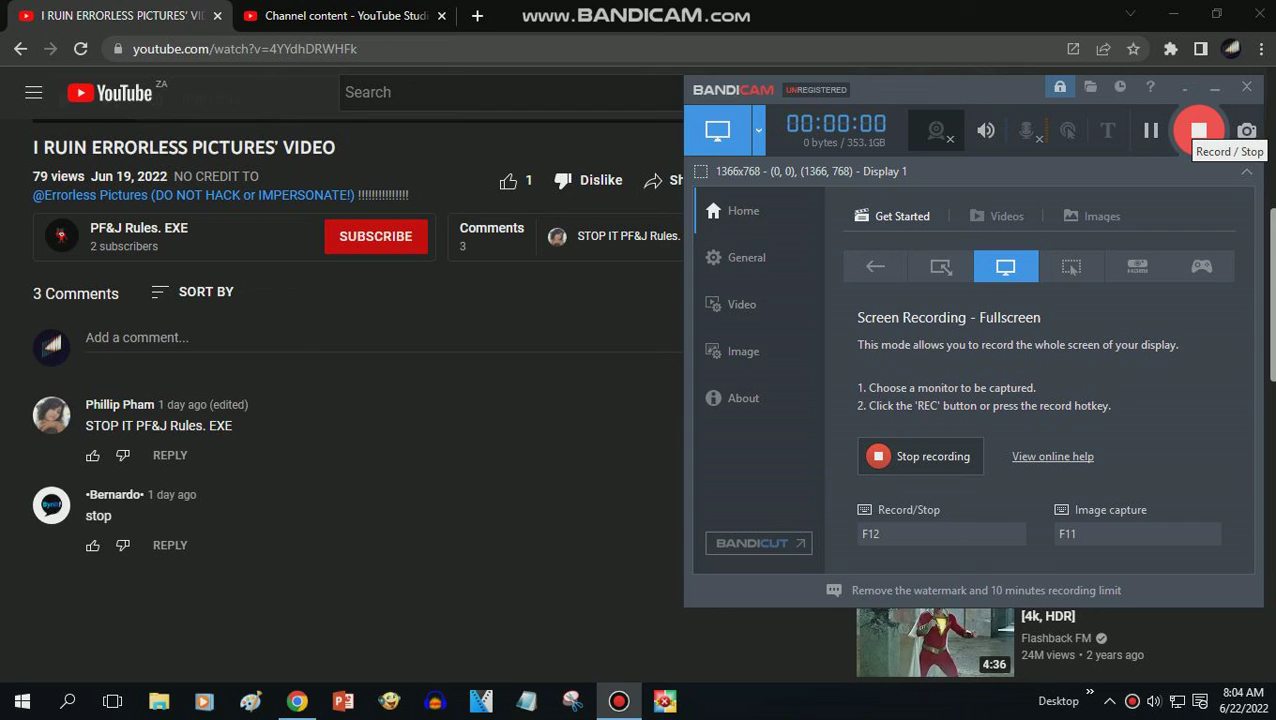 I RUIN ERRORLESS PICTURES' VID
Channel content - YouTube Studi
www.BANDICAM.com
youtube.com/watch?v=4YYdhDRWHFk
YouTube ZA
Search
I RUIN ERRORLESS PICTURES' VIDEO
79 views Jun 19, 2022 NO CREDIT TO
@Errorless Pictures (DO NOT HACK or IMPERSONATE!) !!!!!!!!!!!!!!!
1 Dislike Sh
PF&J Rules. EXE
2 subscribers
SUBSCRIBE
Comments
3
STOP IT PF&J Rules.
3 Comments SORT BY
Add a comment...
Phillip Pham 1 day ago (edited)
STOP IT PF&J Rules. EXE
REPLY
•Bernardo• 1 day ago
stop
REPLY
BANDICAM UNREGISTERED
00:00:00
0 bytes / 353.1GB
Record / Stop
1366x768 - (0, 0), (1366, 768) - Display 1
Home
General
Video
Image
About
BANDICUT
Get Started Videos Images
HDMI
Screen Recording - Fullscreen
This mode allows you to record the whole screen of your display.
1. Choose a monitor to be captured.
2. Click the 'REC' button or press the record hotkey.
Stop recording View online help
Record/Stop Image capture
F12 F11
Remove the watermark and 10 minutes recording limit
[4k, HDR]
Flashback FM
24M views • 2 years ago
4:36
Desktop
8:04 AM
6/22/2022